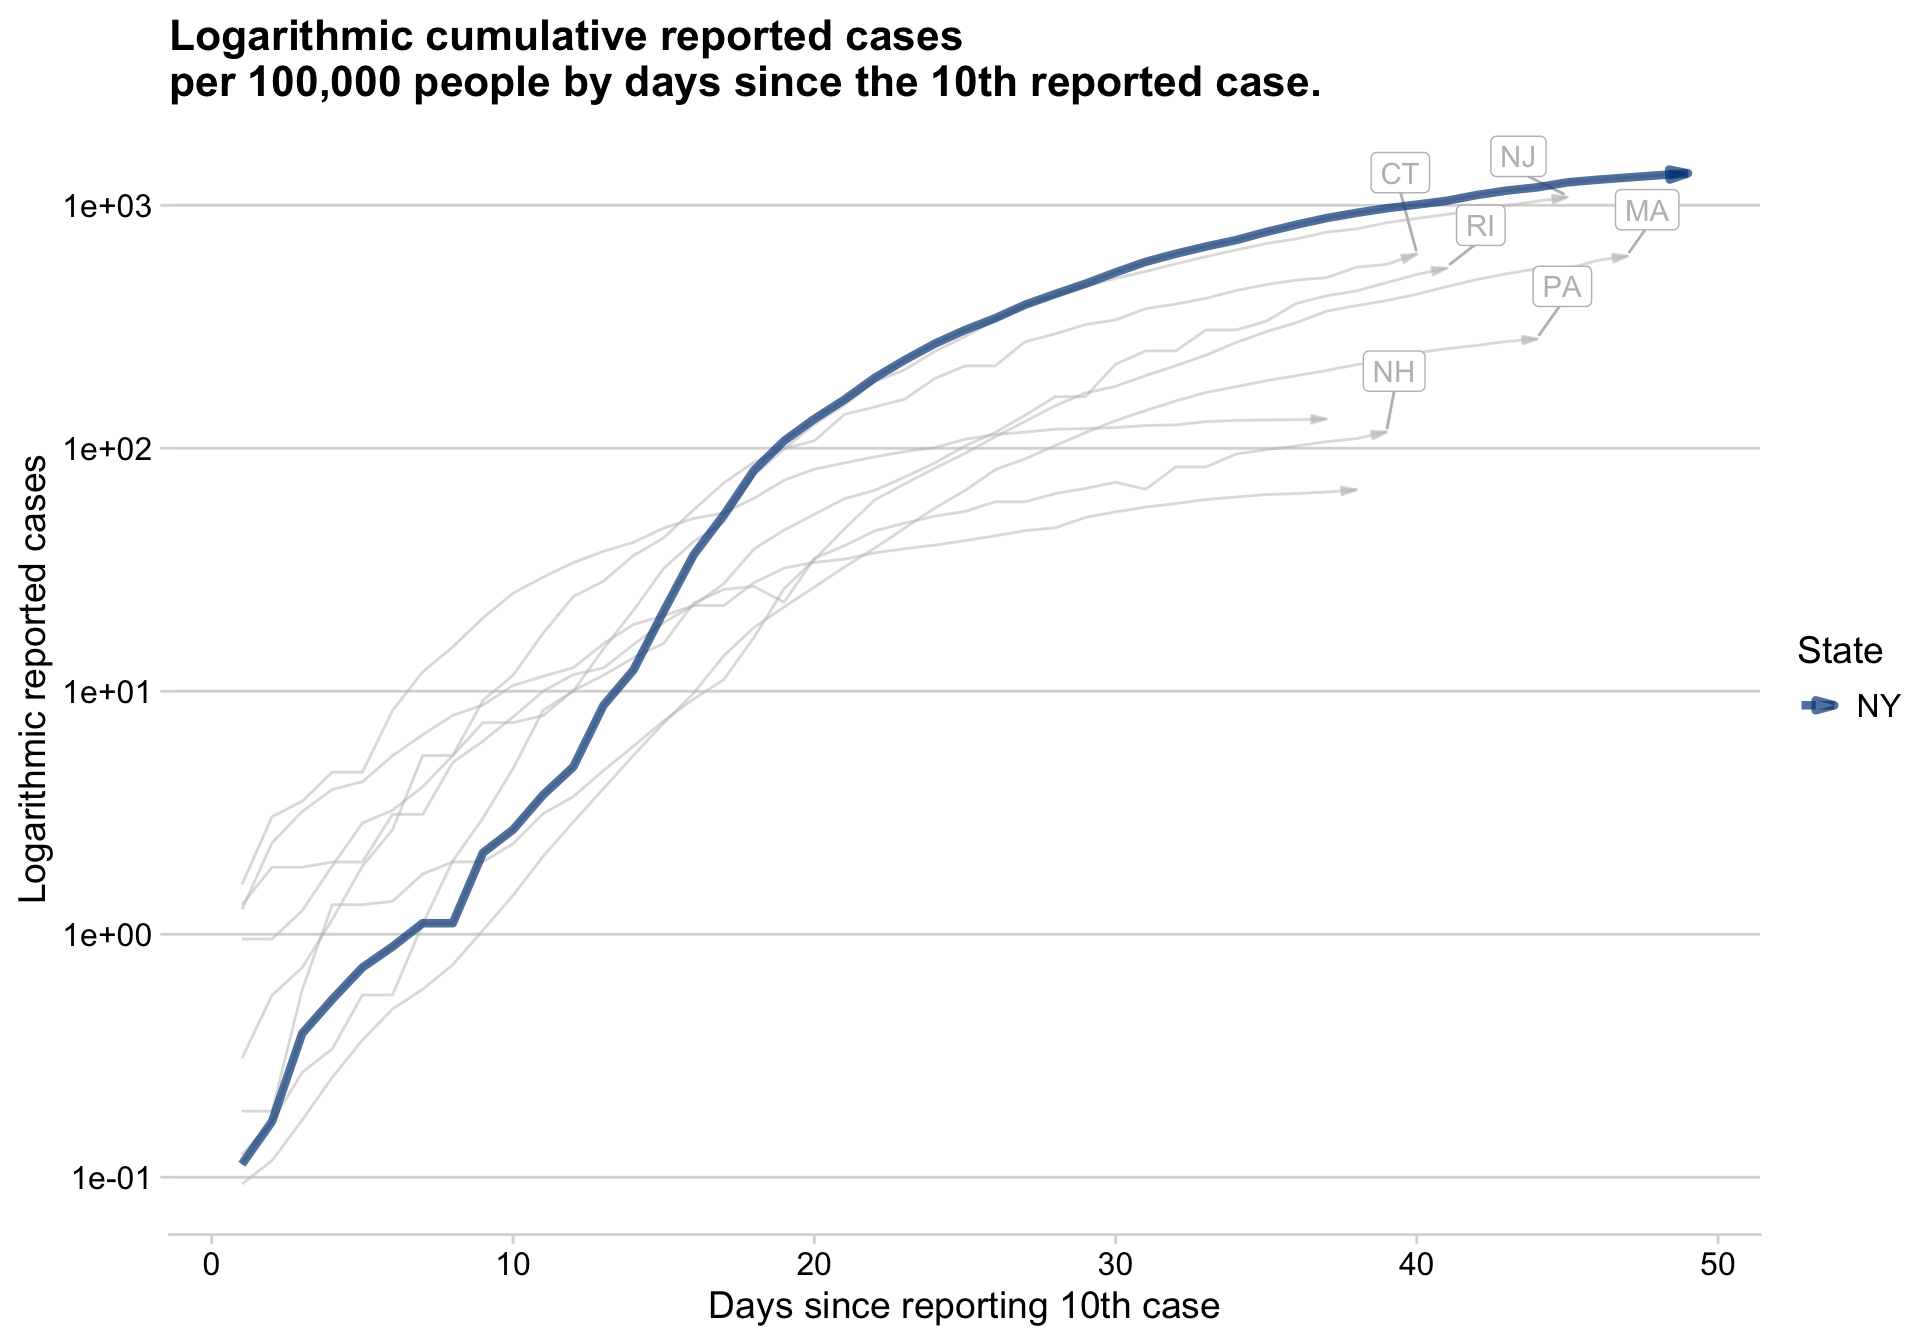 Logarithmic cumulative reported cases
per 100,000 people by days since the 10th reported case.
CT
NJ
RI
MA
PA
NH
1e+03
1e+02
1e+01
1e+00
1e-01
Logarithmic reported cases
0 10 20 30 40 50
Days since reporting 10th case
State
NY